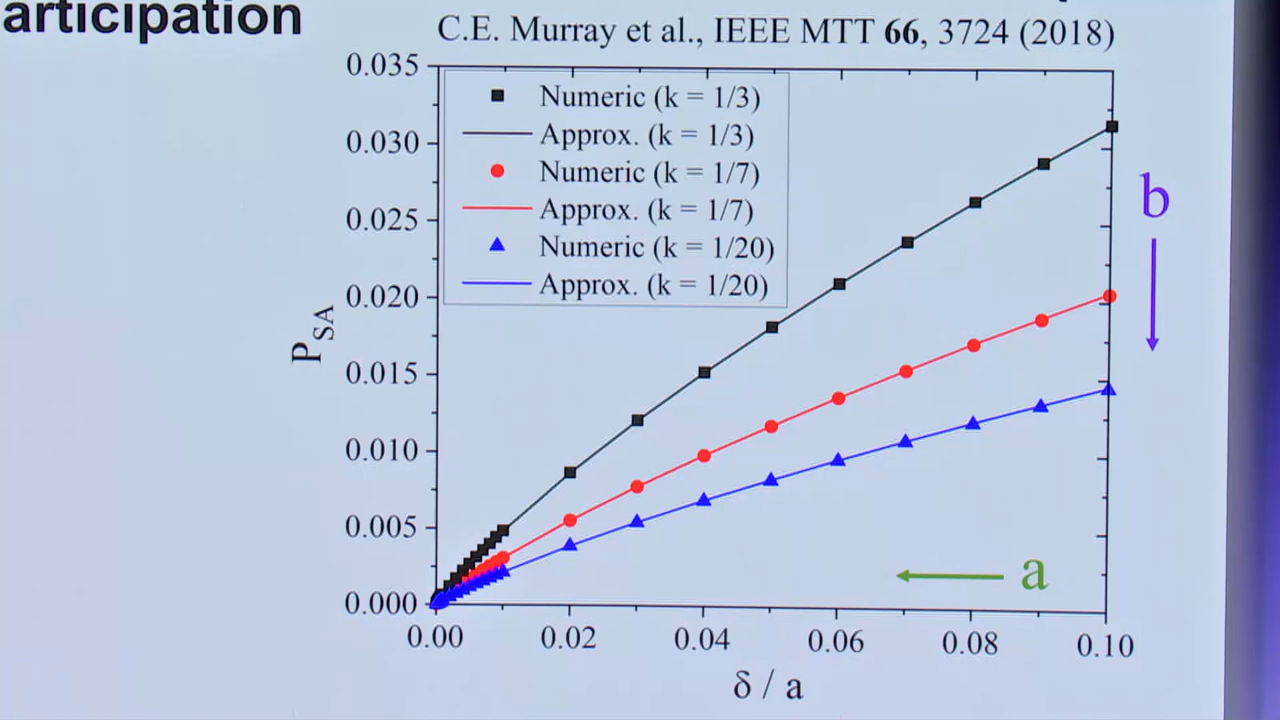 articipation
C.E. Murray et al., IEEE MTT 66, 3724 (2018)
0.035
0.030
0.025
0.020
0.015
0.010
0.005
0.000
P_SA
Numeric (k = 1/3)
Approx. (k = 1/3)
Numeric (k = 1/7)
Approx. (k = 1/7)
Numeric (k = 1/20)
Approx. (k = 1/20)
b
a
0.00 0.02 0.04 0.06 0.08 0.10
δ / a